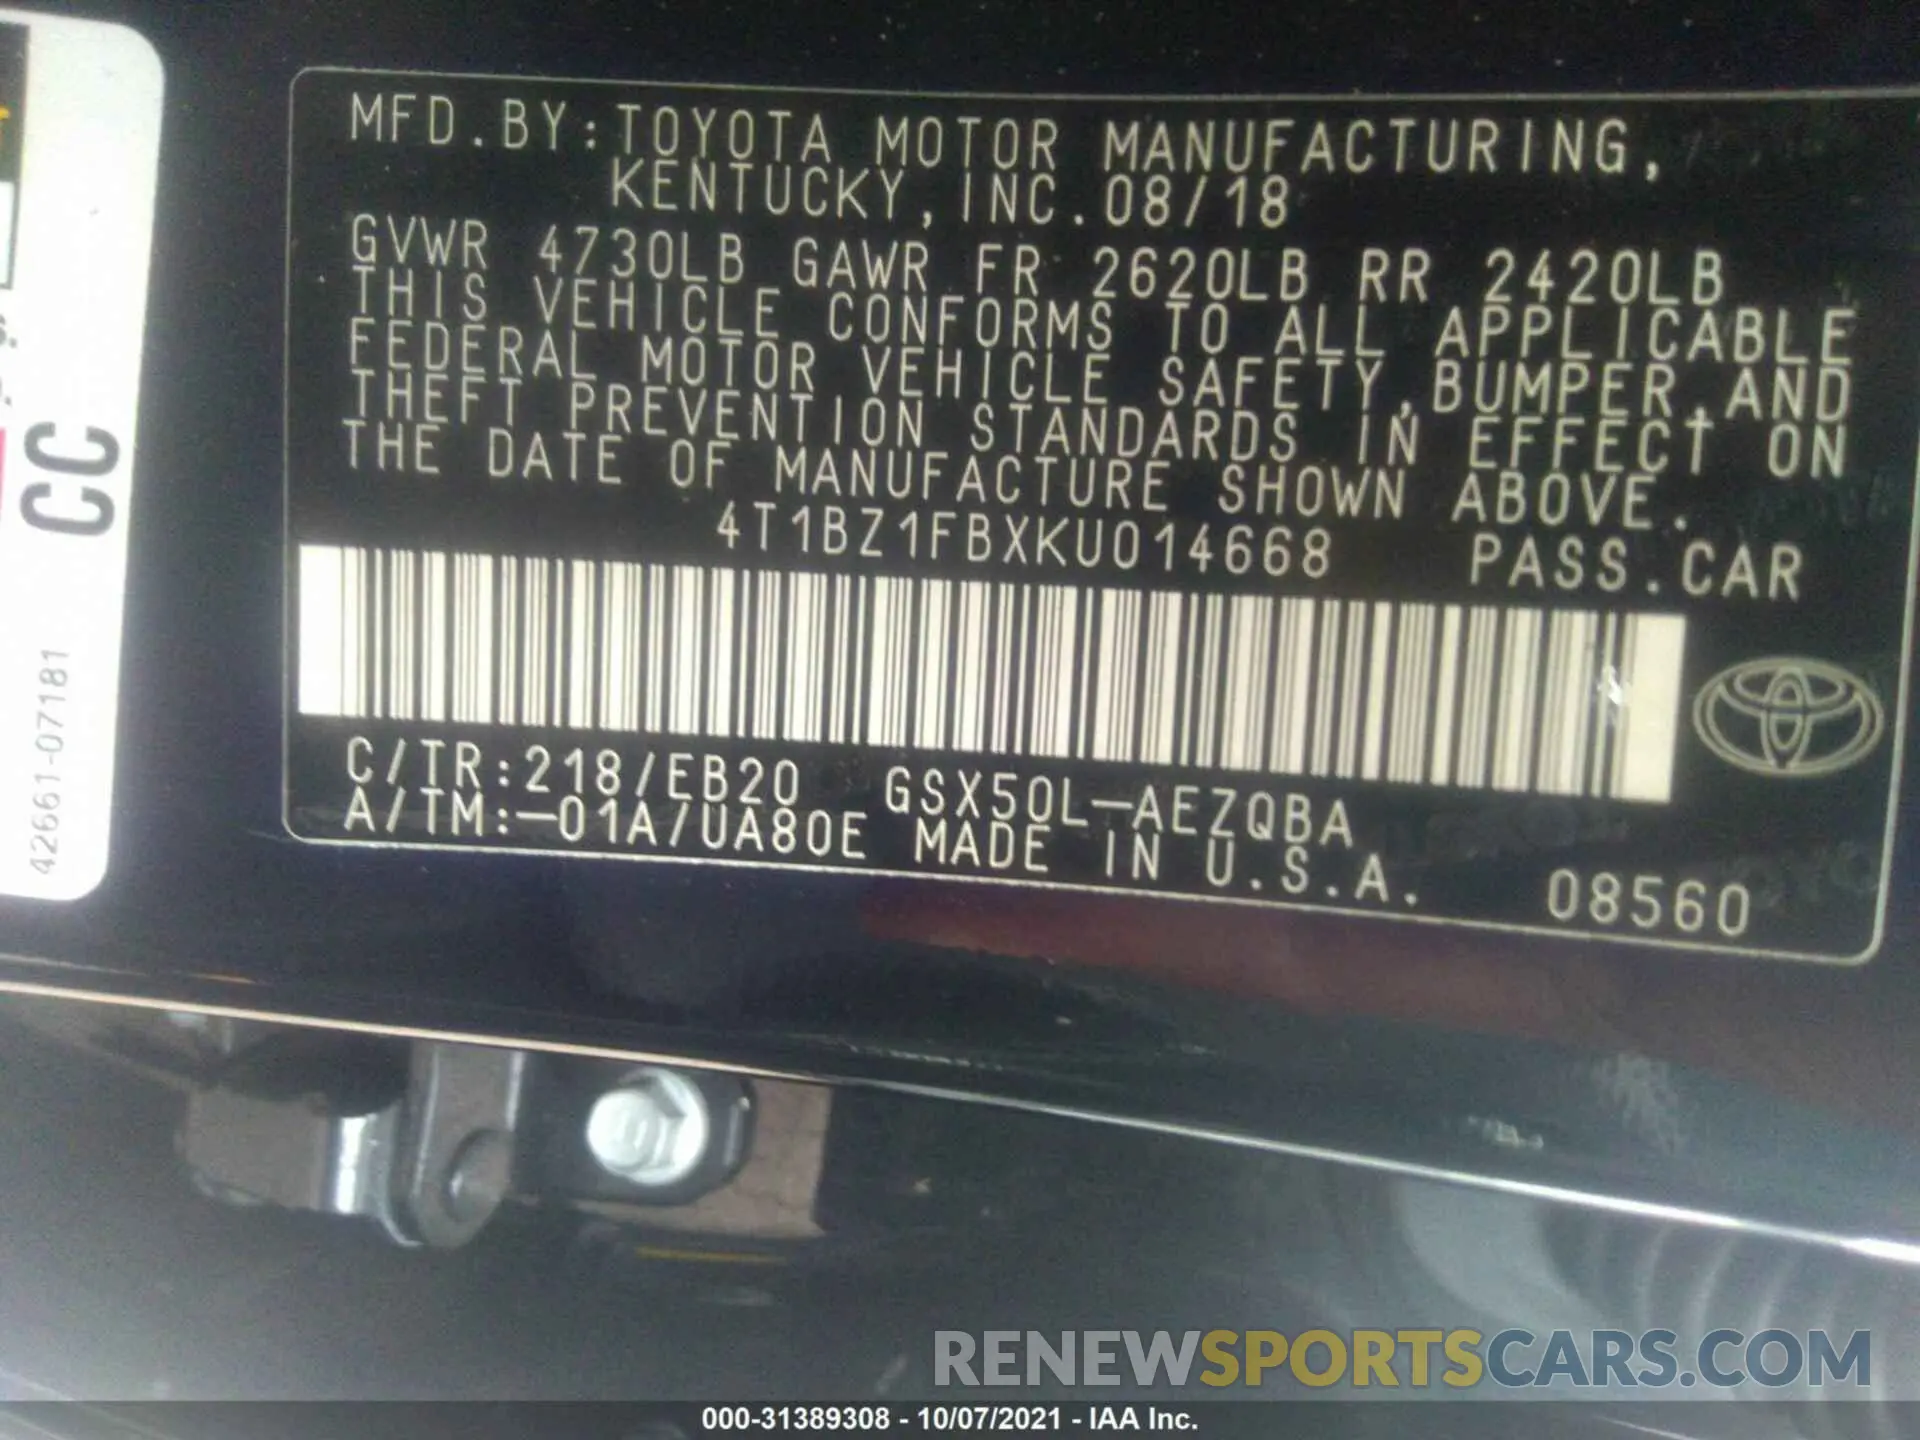 MFD.BY:TOYOTA MOTOR MANUFACTURING,
KENTUCKY,INC.08/18
GVWR 4730LB GAWR FR 2620LB RR 2420LB
THIS VEHICLE CONFORMS TO ALL APPLICABLE
FEDERAL MOTOR VEHICLE SAFETY,BUMPER,AND
THEFT PREVENTION STANDARDS IN EFFECT ON
THE DATE OF MANUFACTURE SHOWN ABOVE.
4T1BZ1FBXKU014668 PASS.CAR
C/TR:218/EB20 GSX50L-AEZQBA
A/TM:-01A/UA80E MADE IN U.S.A. 08560
CC
42661-07181
RENEWSPORTSCARS.COM
000-31389308 - 10/07/2021 - IAA Inc.